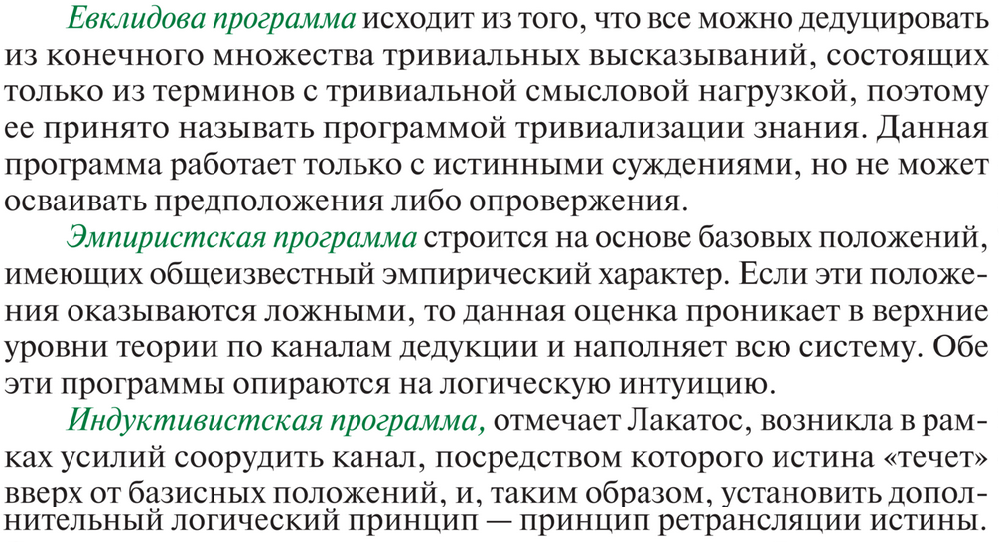 Евклидова программа исходит из того, что все можно дедуцировать
из конечного множества тривиальных высказываний, состоящих
только из терминов с тривиальной смысловой нагрузкой, поэтому
ее принято называть программой тривиализации знания. Данная
программа работает только с истинными суждениями, но не может
осваивать предположения либо опровержения.
Эмпиристская программа строится на основе базовых положений,
имеющих общеизвестный эмпирический характер. Если эти положе-
ния оказываются ложными, то данная оценка проникает в верхние
уровни теории по каналам дедукции и наполняет всю систему. Обе
эти программы опираются на логическую интуицию.
Индуктивистская программа, отмечает Лакатос, возникла в рам-
ках усилий соорудить канал, посредством которого истина «течет»
вверх от базисных положений, и, таким образом, установить допол-
нительный логический принцип — принцип ретрансляции истины.